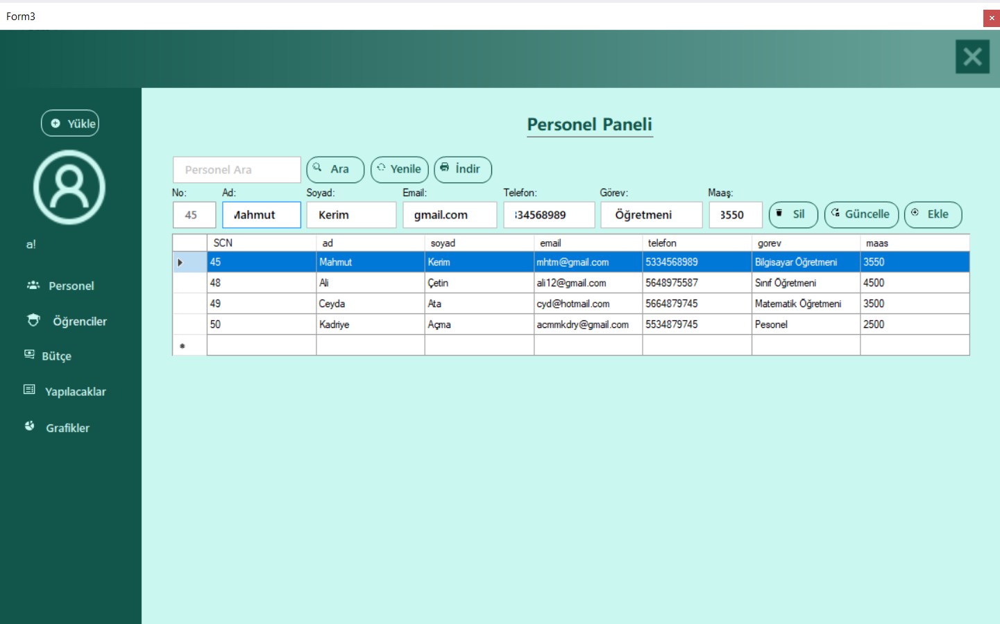 Form3
Yükle
a!
Personel
Öğrenciler
Bütçe
Yapılacaklar
Grafikler
Personel Paneli
Personel Ara Ara Yenile İndir
No: Ad: Soyad: Email: Telefon: Görev: Maaş:
45 Mahmut Kerim gmail.com 334568989 Öğretmeni 3550 Sil Güncelle Ekle
SCN ad soyad email telefon gorev maas
45 Mahmut Kerim mhtm@gmail.com 5334568989 Bilgisayar Öğretmeni 3550
48 Ali Çetin ali12@gmail.com 5648975587 Sınıf Öğretmeni 4500
49 Ceyda Ata cyd@hotmail.com 5664879745 Matematik Öğretmeni 3500
50 Kadriye Açma acmmkdry@gmail.com 5534879745 Pesonel 2500